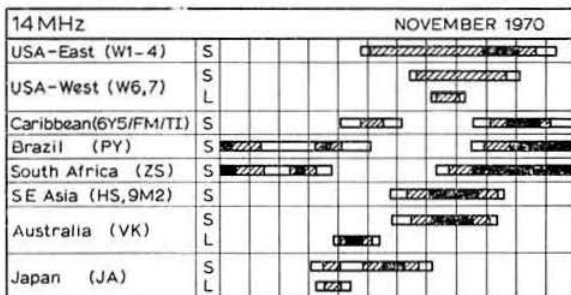 14MHz NOVEMBER 1970
USA-East (W1-4) S
USA-West (W6,7) S
L
Caribbean(6Y5/FM/TI) S
Brazil (PY) S
South Africa (ZS) S
SE Asia (HS,9M2) S
Australia (VK) S
L
Japan (JA) S
L